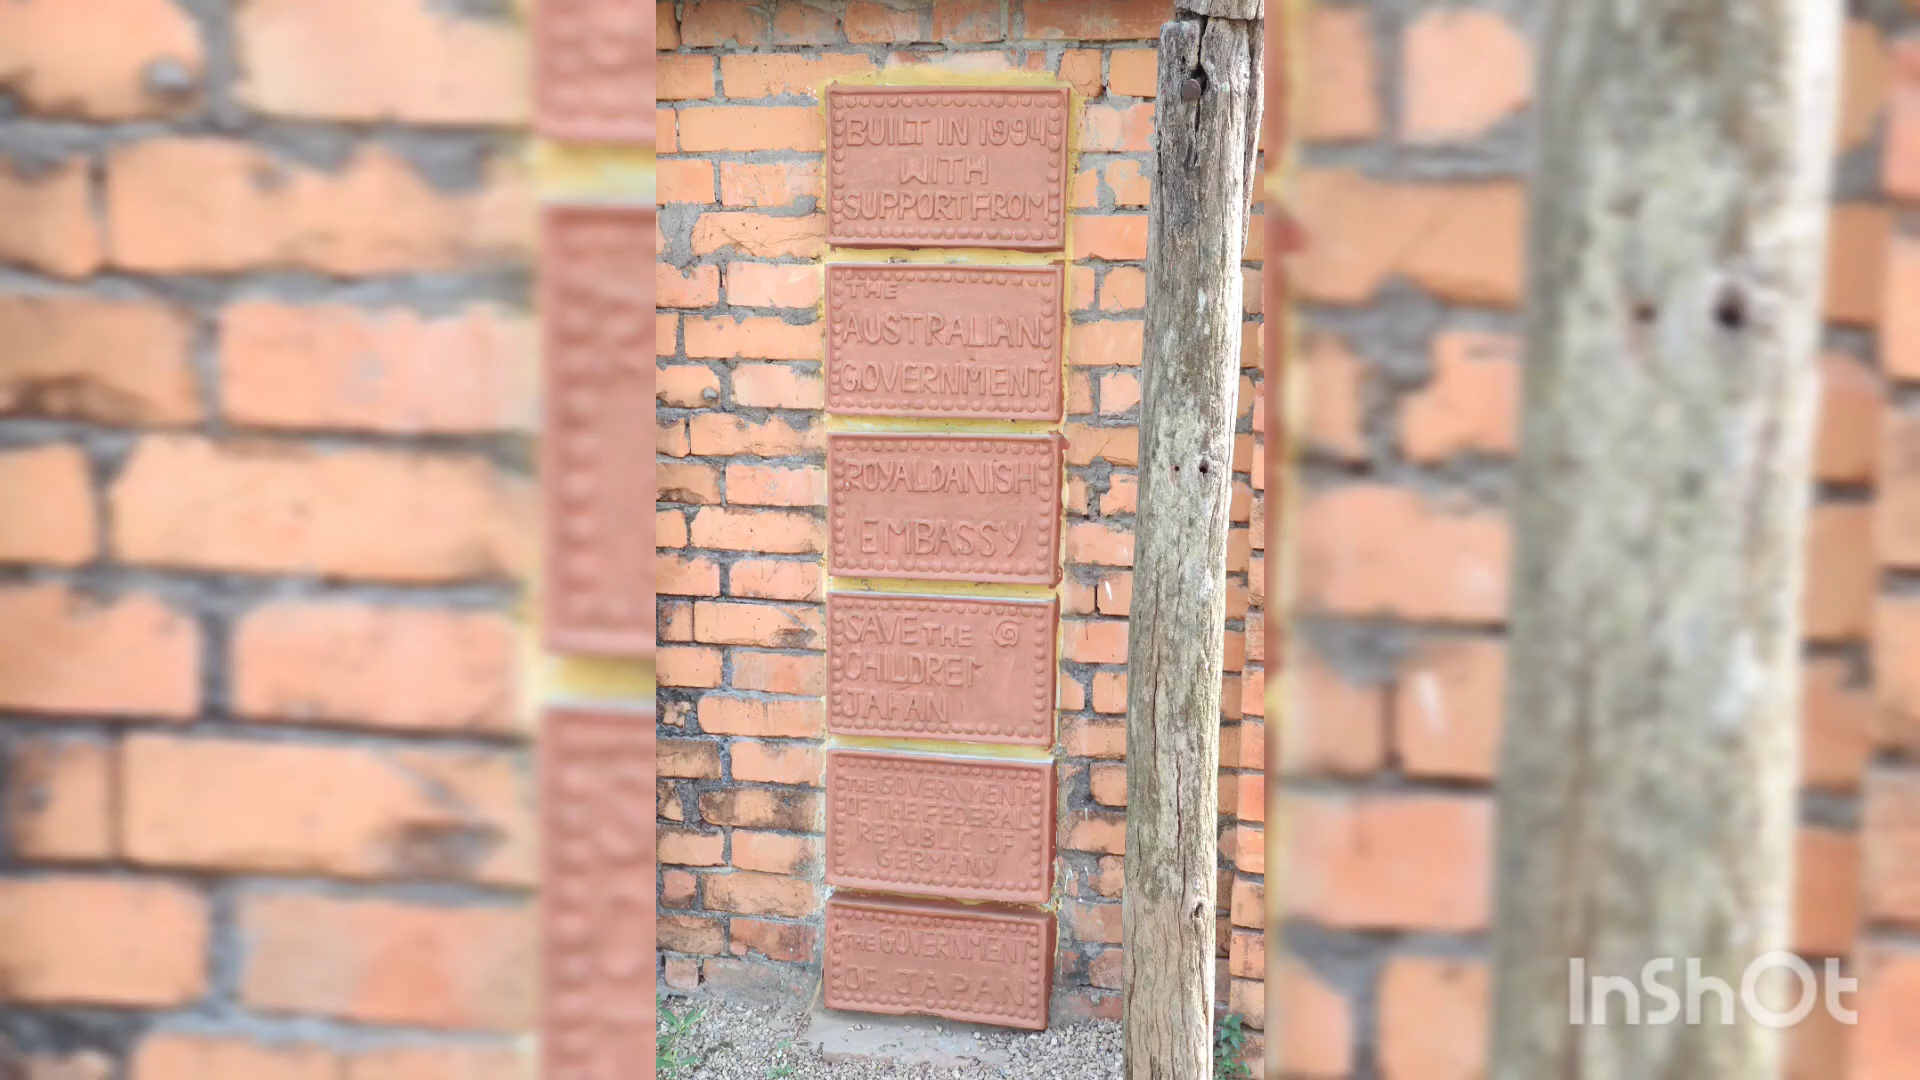 BUILT IN 1994
WITH
SUPPORT FROM
THE
AUSTRALIAN
GOVERNMENT
ROYAL DANISH
EMBASSY
SAVE THE
CHILDREN
JAPAN
THE GOVERNMENT
OF THE FEDERAL
REPUBLIC OF
GERMANY
THE GOVERNMENT
OF JAPAN
InShOt